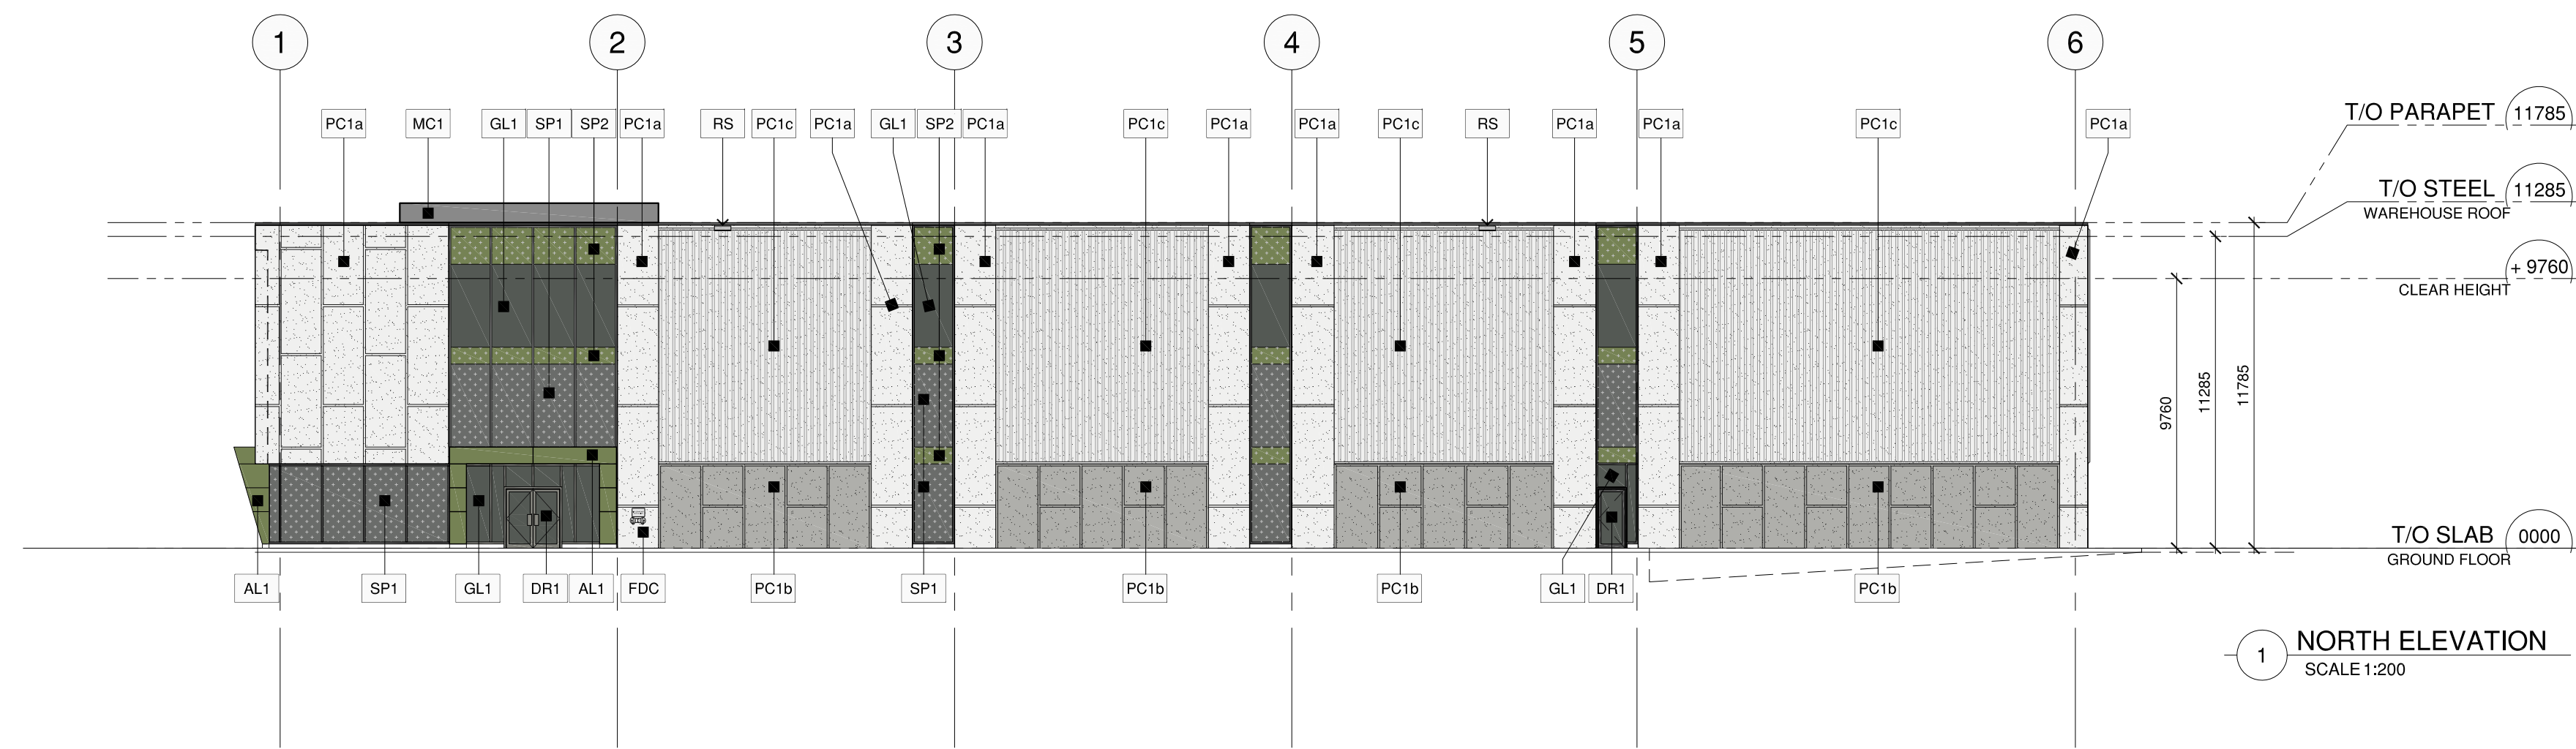 1 2 3 4 5 6
PC1a MC1 GL1 SP1 SP2 PC1a RS PC1c PC1a GL1 SP2 PC1a PC1c PC1a PC1a PC1c RS PC1a PC1a PC1c PC1a
T/O PARAPET 11785
T/O STEEL 11285
WAREHOUSE ROOF
+ 9760
CLEAR HEIGHT
9760 11285 11785
T/O SLAB 0000
GROUND FLOOR
AL1 SP1 GL1 DR1 AL1 FDC PC1b SP1 PC1b PC1b GL1 DR1 PC1b
1 NORTH ELEVATION
SCALE 1:200